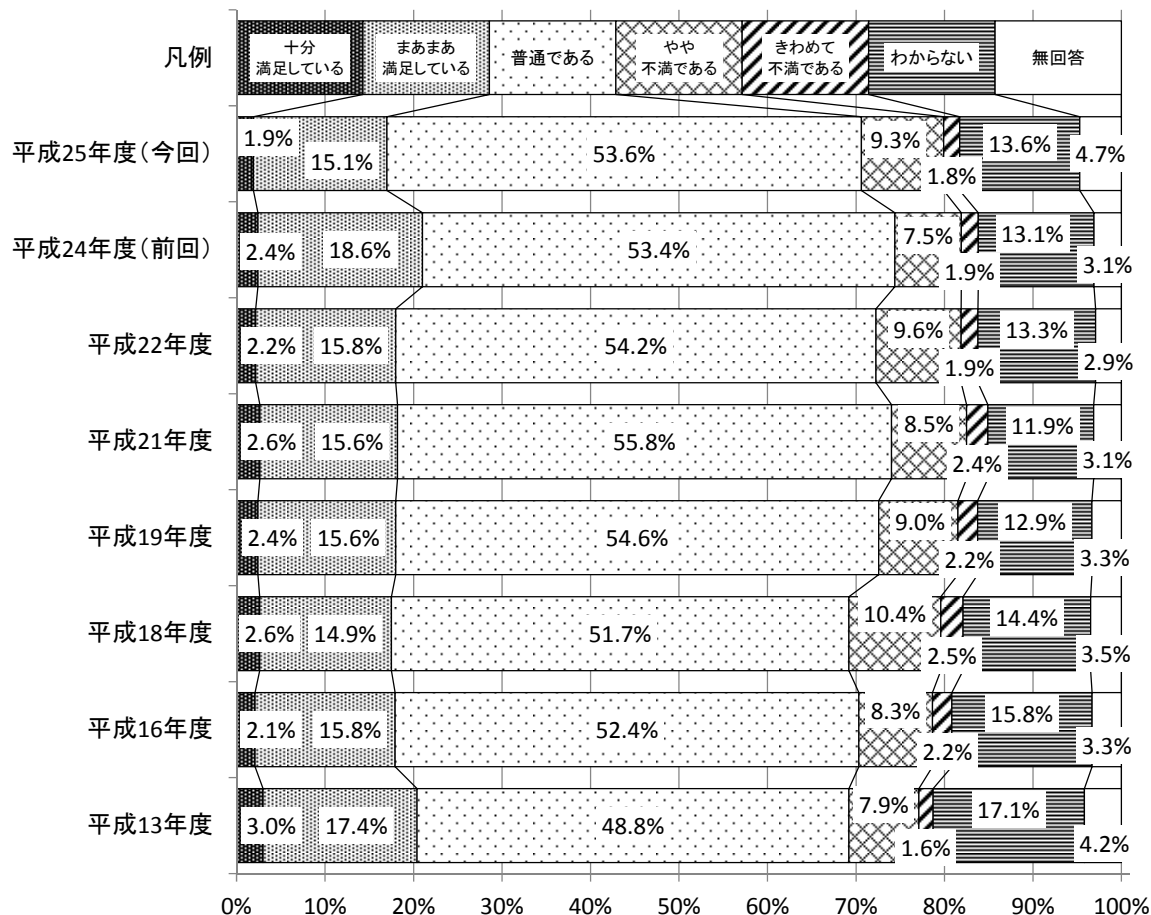 凡例
十分
満足している
まあまあ
満足している
普通である
やや
不満である
きわめて
不満である
わからない
無回答
平成25年度(今回)
1.9%
15.1%
53.6%
9.3%
1.8%
13.6%
4.7%
平成24年度(前回)
2.4%
18.6%
53.4%
7.5%
1.9%
13.1%
3.1%
平成22年度
2.2%
15.8%
54.2%
9.6%
1.9%
13.3%
2.9%
平成21年度
2.6%
15.6%
55.8%
8.5%
2.4%
11.9%
3.1%
平成19年度
2.4%
15.6%
54.6%
9.0%
2.2%
12.9%
3.3%
平成18年度
2.6%
14.9%
51.7%
10.4%
2.5%
14.4%
3.5%
平成16年度
2.1%
15.8%
52.4%
8.3%
2.2%
15.8%
3.3%
平成13年度
3.0%
17.4%
48.8%
7.9%
1.6%
17.1%
4.2%
0% 10% 20% 30% 40% 50% 60% 70% 80% 90% 100%